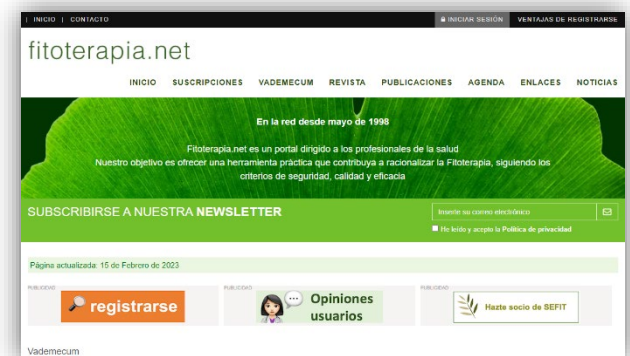 | INICIO | CONTACTO
INICIAR SESIÓN VENTAJAS DE REGISTRARSE
fitoterapia.net
INICIO SUSCRIPCIONES VADEMECUM REVISTA PUBLICACIONES AGENDA ENLACES NOTICIAS
En la red desde mayo de 1998
Fitoterapia.net es un portal dirigido a los profesionales de la salud
Nuestro objetivo es ofrecer una herramienta práctica que contribuya a racionalizar la Fitoterapia, siguiendo los
criterios de seguridad, calidad y eficacia
SUBSCRIBIRSE A NUESTRA NEWSLETTER
Inserte su correo electrónico
He leído y acepto la Política de privacidad
Página actualizada: 15 de Febrero de 2023
PUBLICIDAD PUBLICIDAD PUBLICIDAD
registrarse
Opiniones
usuarios
Hazte socio de SEFIT
Vademecum